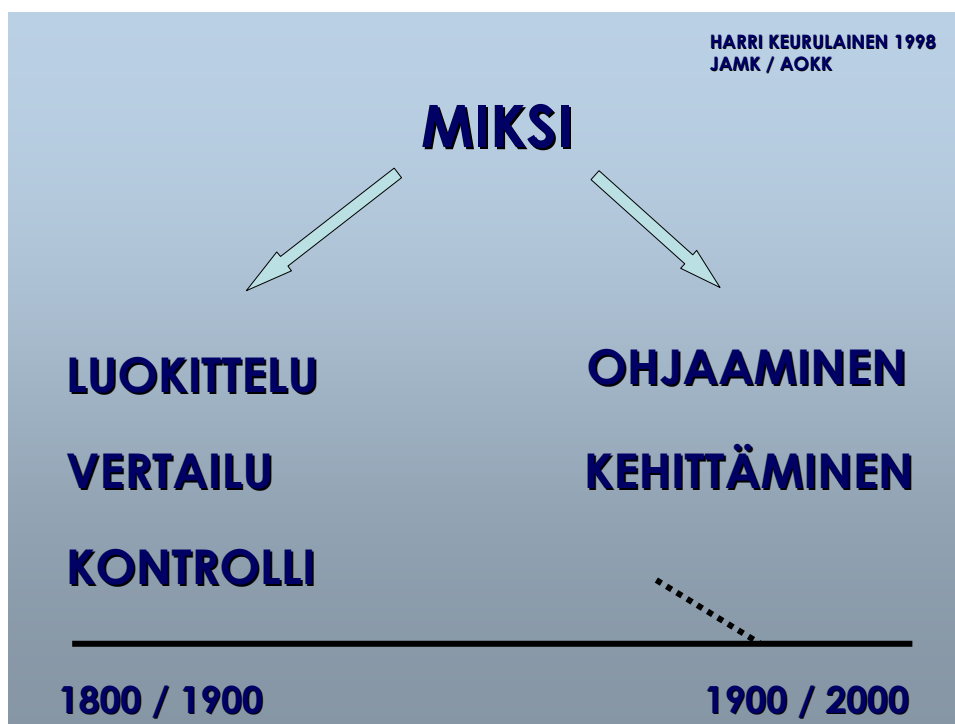 HARRI KEURULAINEN 1998
JAMK / AOKK
MIKSI
LUOKITTELU
VERTAILU
KONTROLLI
OHJAAMINEN
KEHITTÄMINEN
1800 / 1900
1900 / 2000